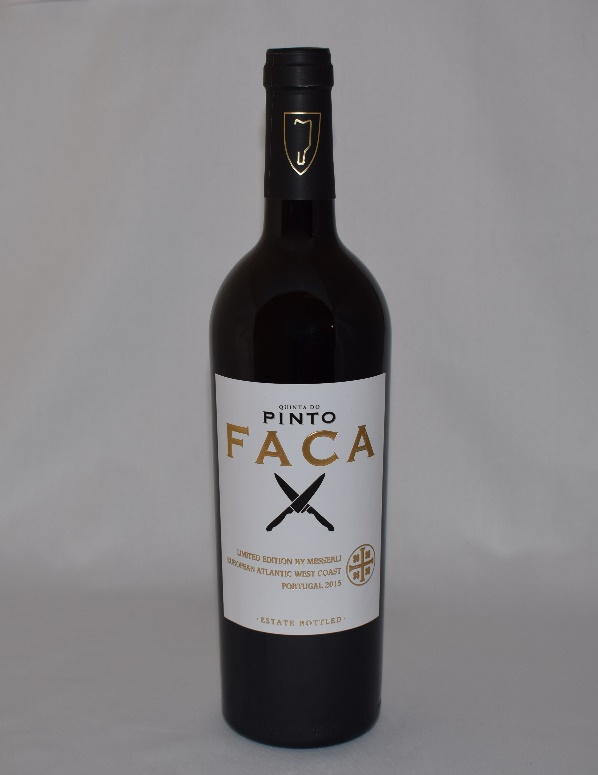 QUINTA DO
PINTO
FACA
LIMITED EDITION BY MESSERLI
EUROPEAN ATLANTIC WEST COAST
PORTUGAL 2015
· ESTATE BOTTLED ·